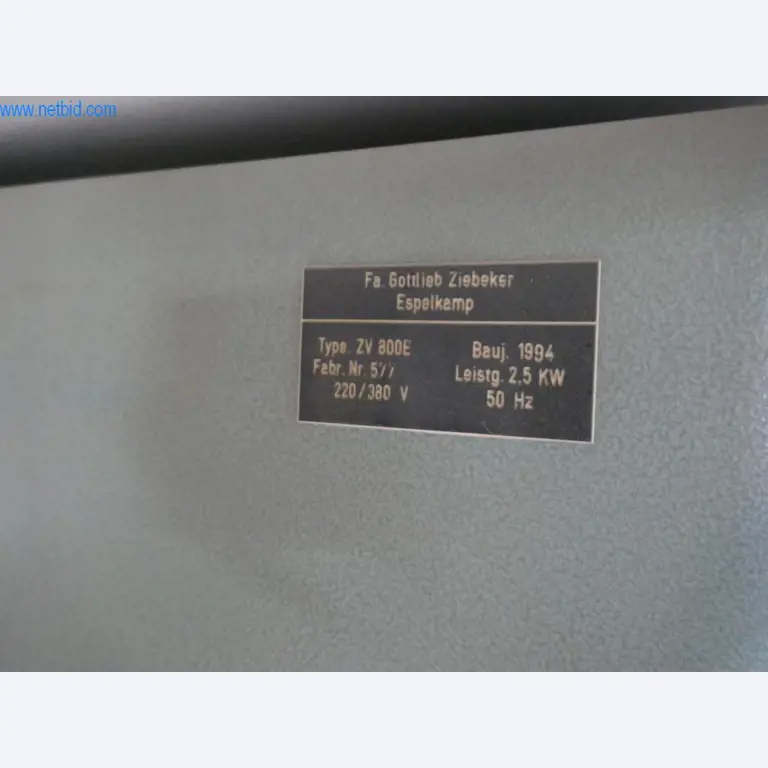 www.netbid.com
Fa. Gottlieb Ziebeker
Espelkamp
Type. ZV 800E
Bauj. 1994
Fabr. Nr. 577
Leistg. 2,5 KW
220/380 V
50 Hz